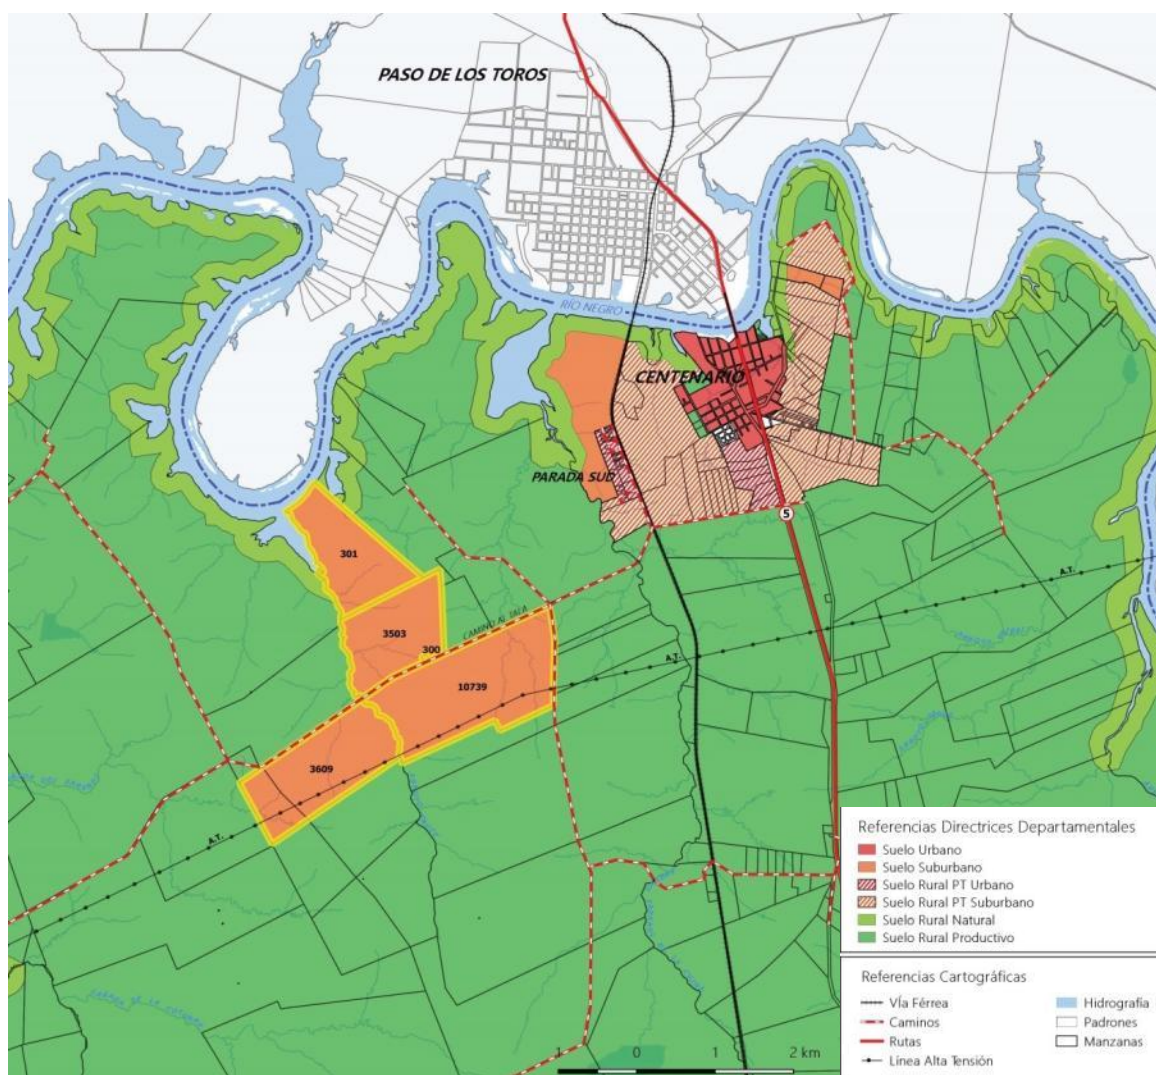 PASO DE LOS TOROS
RÍO NEGRO
CENTENARIO
PARADA SUD
5
301
A.T.
3503
CAMINO AL TALA
300
A.T.
10739
3609
A.T.
Referencias Directrices Departamentales
Suelo Urbano
Suelo Suburbano
Suelo Rural PT Urbano
Suelo Rural PT Suburbano
Suelo Rural Natural
Suelo Rural Productivo
Referencias Cartográficas
Vía Férrea
Caminos
Rutas
Línea Alta Tensión
Hidrografía
Padrones
Manzanas
1 0 1 2 km